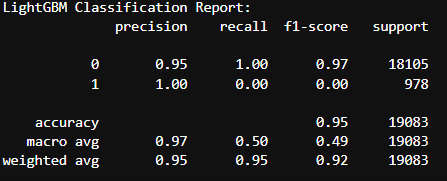 LightGBM Classification Report:
precision recall f1-score support
0 0.95 1.00 0.97 18105
1 1.00 0.00 0.00 978
accuracy 0.95 19083
macro avg 0.97 0.50 0.49 19083
weighted avg 0.95 0.95 0.92 19083